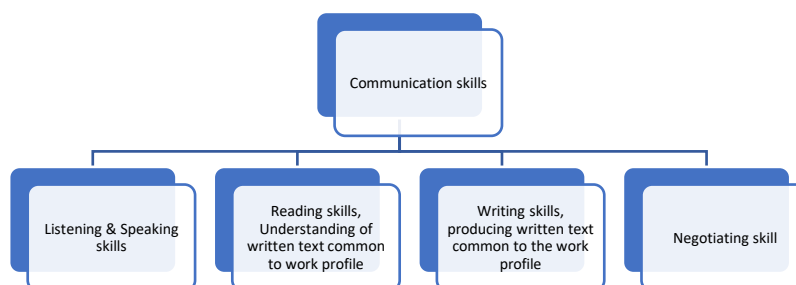 Communication skills
Listening & Speaking
skills
Reading skills,
Understanding of
written text common
to work profile
Writing skills,
producing written text
common to the work
profile
Negotiating skill